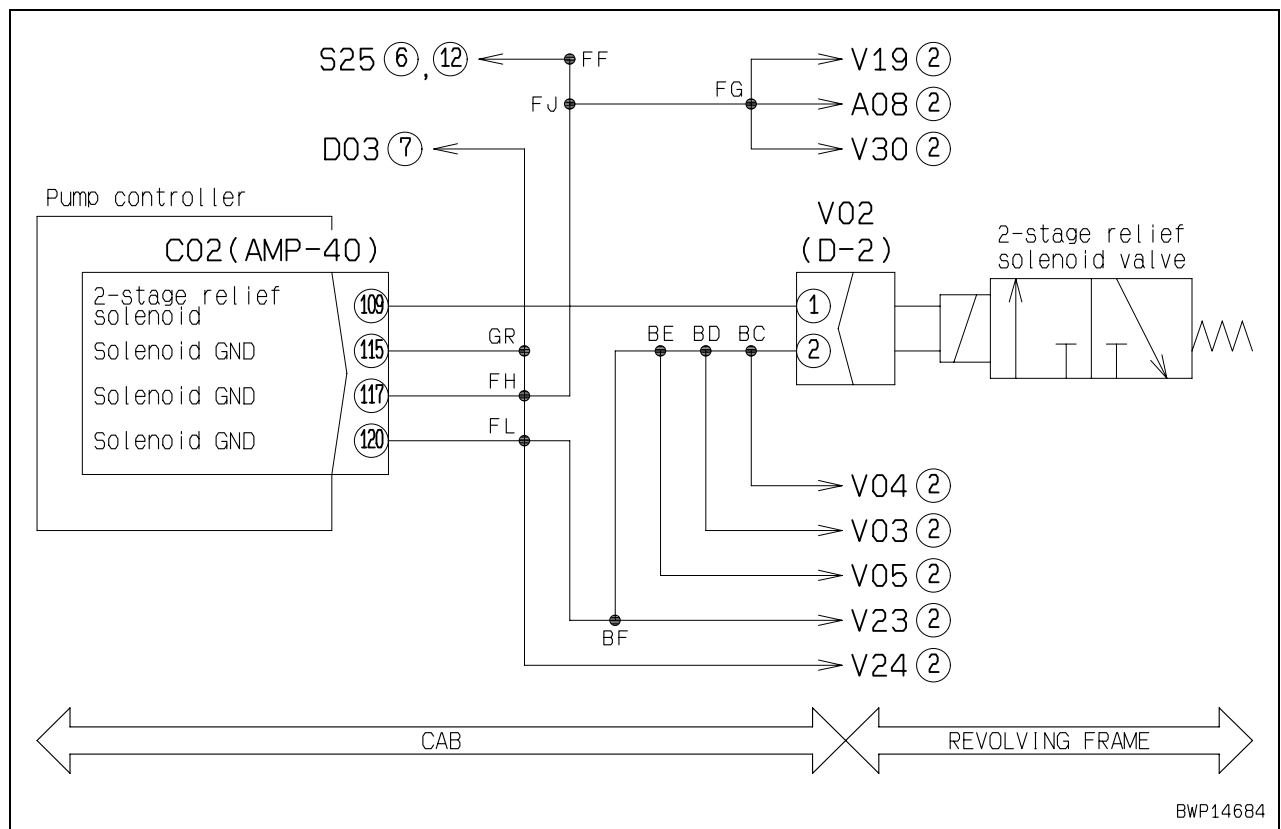 S25 ⑥, ⑫
FF
V19 ②
FJ
FG
A08 ②
D03 ⑦
V30 ②
Pump controller
C02(AMP-40)
V02
(D-2)
2-stage relief
solenoid valve
2-stage relief
solenoid
109
1
Solenoid GND
115
GR
BE
BD
BC
2
Solenoid GND
117
FH
Solenoid GND
120
FL
V04 ②
V03 ②
V05 ②
V23 ②
BF
V24 ②
CAB
REVOLVING FRAME
BWP14684